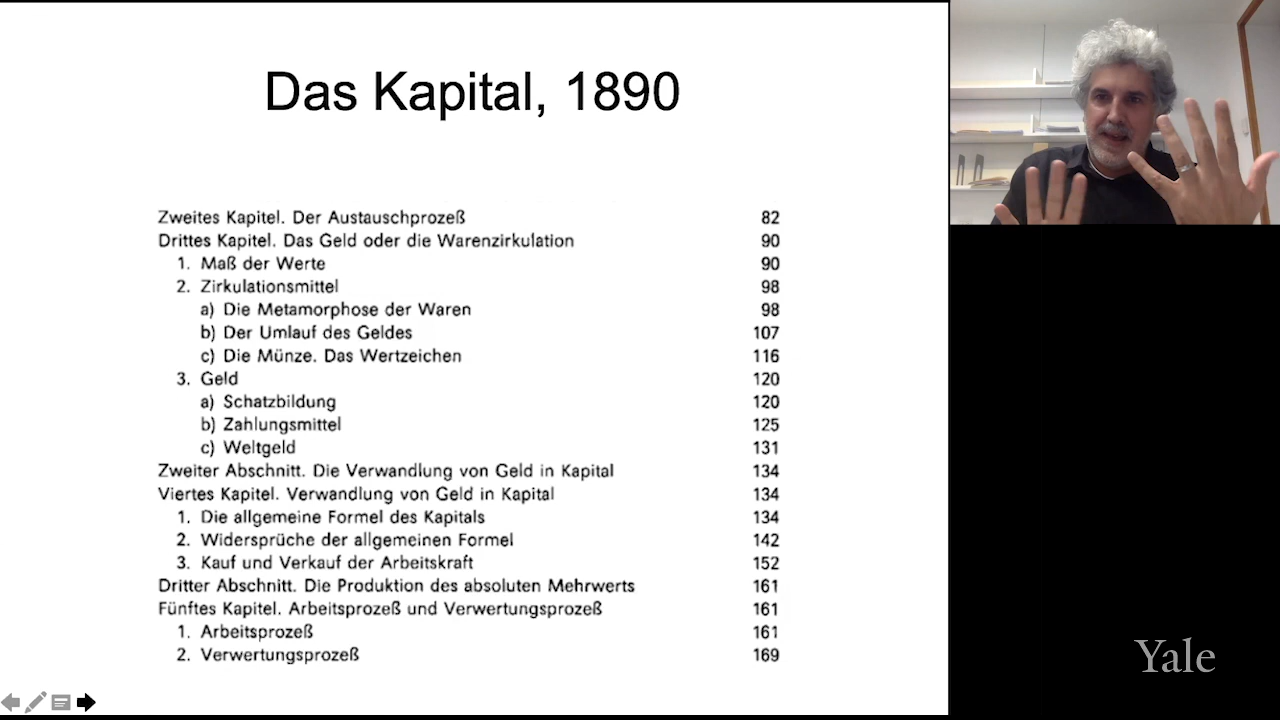 Das Kapital, 1890
Zweites Kapitel. Der Austauschprozeß 82
Drittes Kapitel. Das Geld oder die Warenzirkulation 90
1. Maß der Werte 90
2. Zirkulationsmittel 98
a) Die Metamorphose der Waren 98
b) Der Umlauf des Geldes 107
c) Die Münze. Das Wertzeichen 116
3. Geld 120
a) Schatzbildung 120
b) Zahlungsmittel 125
c) Weltgeld 131
Zweiter Abschnitt. Die Verwandlung von Geld in Kapital 134
Viertes Kapitel. Verwandlung von Geld in Kapital 134
1. Die allgemeine Formel des Kapitals 134
2. Widersprüche der allgemeinen Formel 142
3. Kauf und Verkauf der Arbeitskraft 152
Dritter Abschnitt. Die Produktion des absoluten Mehrwerts 161
Fünftes Kapitel. Arbeitsprozeß und Verwertungsprozeß 161
1. Arbeitsprozeß 161
2. Verwertungsprozeß 169
Yale